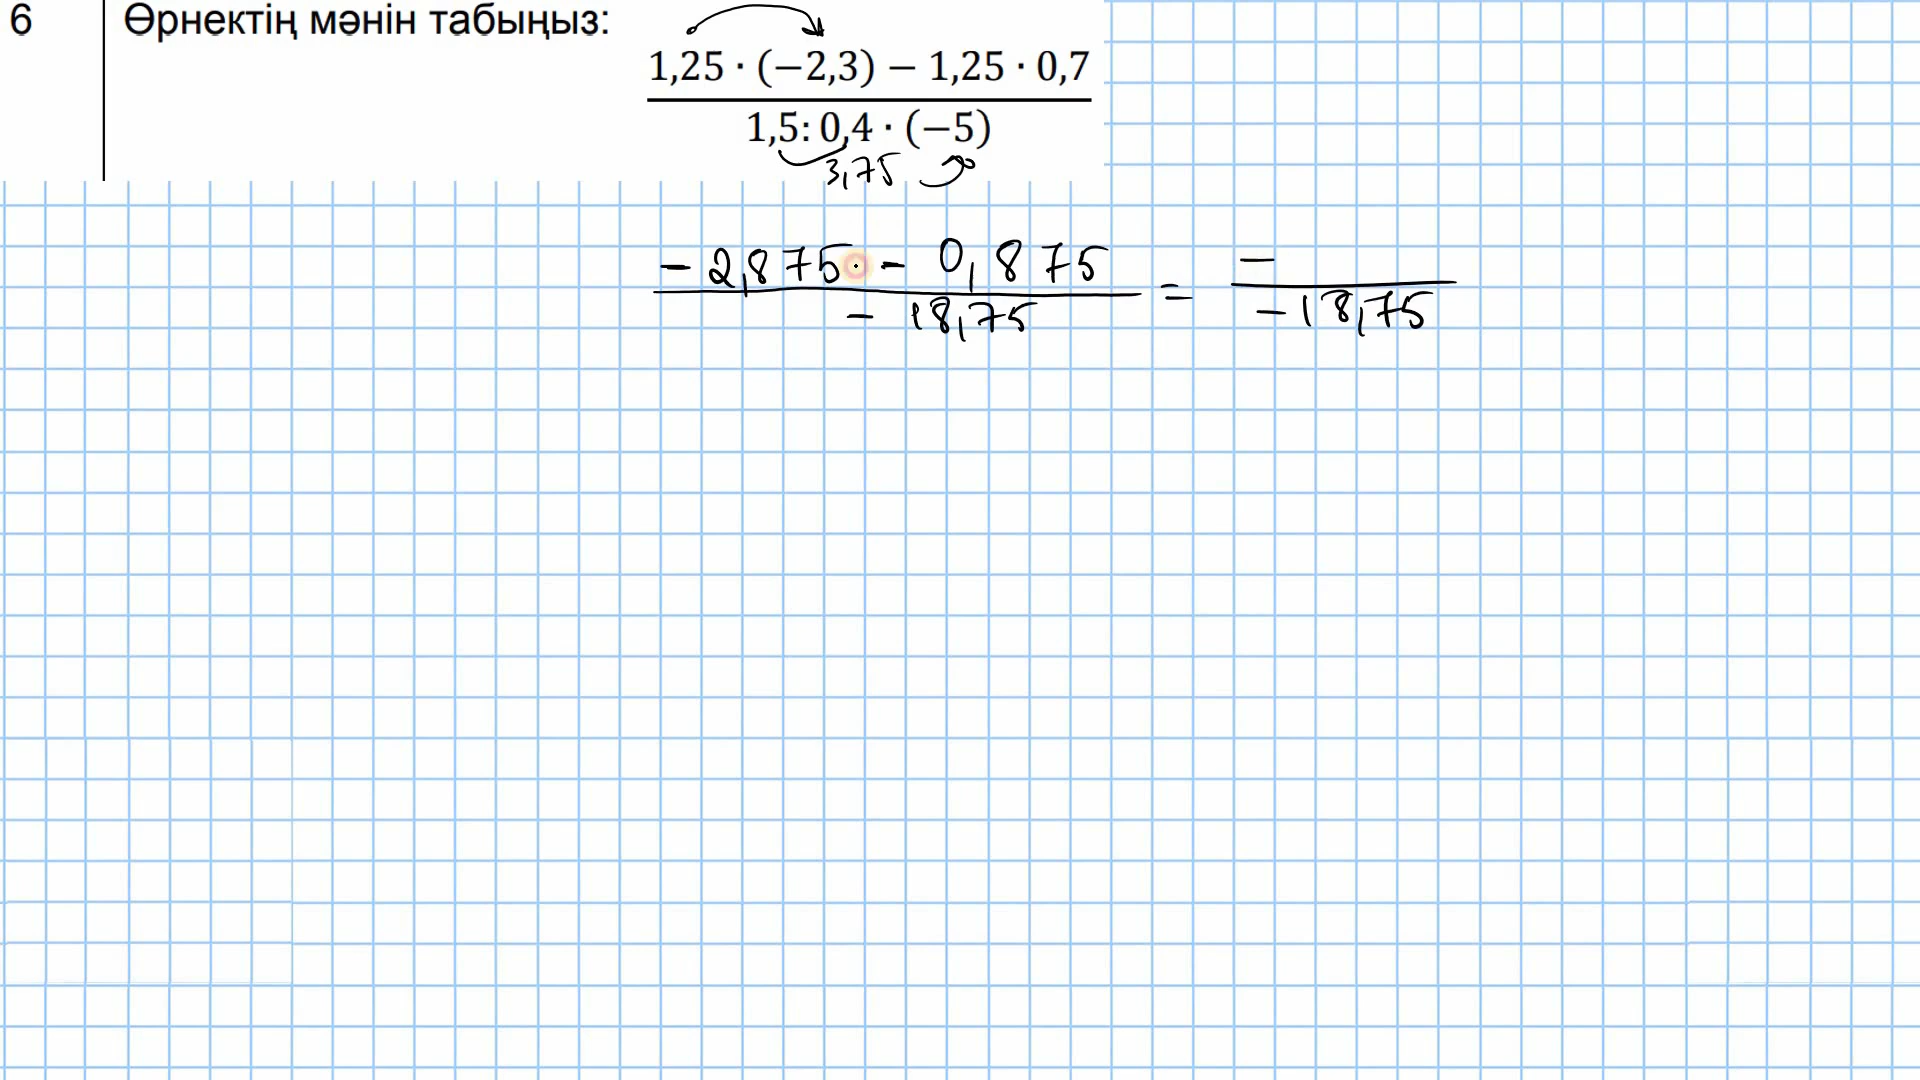 6 Өрнектің мәнін табыңыз:
1,25 · (−2,3) − 1,25 · 0,7
1,5: 0,4 · (−5)
3,75
− 2,875 − 0,875 = −
− 18,75 − 18,75